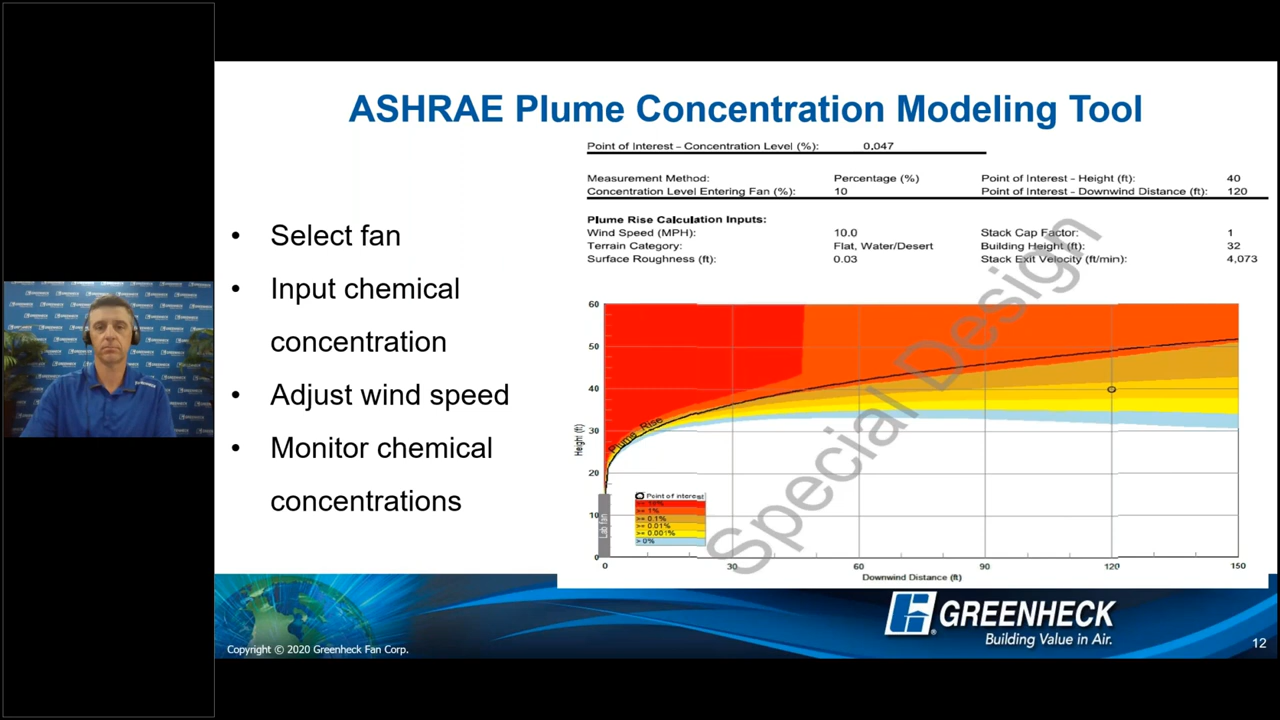 ASHRAE Plume Concentration Modeling Tool
Point of Interest - Concentration Level (%): 0.047
Measurement Method: Percentage (%) Point of Interest - Height (ft): 40
Concentration Level Entering Fan (%): 10 Point of Interest - Downwind Distance (ft): 120
Plume Rise Calculation Inputs:
Wind Speed (MPH): 10.0 Stack Cap Factor: 1
Terrain Category: Flat, Water/Desert Building Height (ft): 32
Surface Roughness (ft): 0.03 Stack Exit Velocity (ft/min): 4,073
• Select fan
• Input chemical
concentration
• Adjust wind speed
• Monitor chemical
concentrations
60
50
40
30
20
10
0
Height (ft)
Plume Rise
Lab fan
Point of interest
>= 1%
>= 0.1%
>= 0.01%
>= 0.001%
> 0%
Special Design
0 30 60 90 120 150
Downwind Distance (ft)
GREENHECK
Building Value in Air.
Copyright © 2020 Greenheck Fan Corp.
12